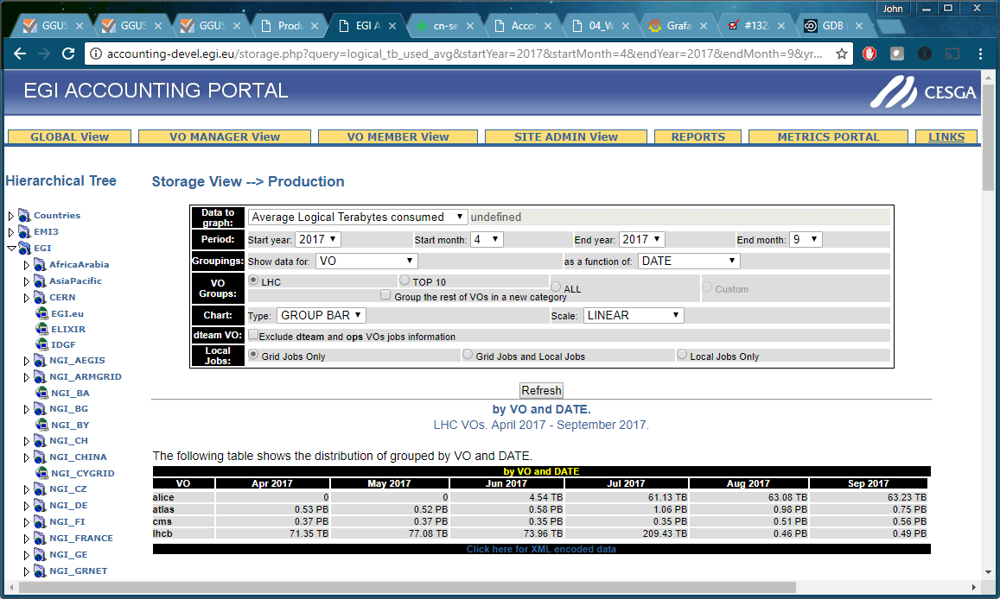 John
GGUS
GGUS
GGUS
Produ
EGI A
cn-se
Accou
04_W
Grafa
#132
GDB
accounting-devel.egi.eu/storage.php?query=logical_tb_used_avg&startYear=2017&startMonth=4&endYear=2017&endMonth=9&yr...
EGI ACCOUNTING PORTAL
CESGA
GLOBAL View
VO MANAGER View
VO MEMBER View
SITE ADMIN View
REPORTS
METRICS PORTAL
LINKS
Hierarchical Tree
Countries
EMI3
EGI
AfricaArabia
AsiaPacific
CERN
EGI.eu
ELIXIR
IDGF
NGI_AEGIS
NGI_ARMGRID
NGI_BA
NGI_BG
NGI_BY
NGI_CH
NGI_CHINA
NGI_CYGRID
NGI_CZ
NGI_DE
NGI_FI
NGI_FRANCE
NGI_GE
NGI_GRNET
Storage View --> Production
Data to graph: Average Logical Terabytes consumed undefined
Period: Start year: 2017 Start month: 4 End year: 2017 End month: 9
Groupings: Show data for: VO as a function of: DATE
VO Groups: LHC TOP 10 ALL Custom
Group the rest of VOs in a new category
Chart: Type: GROUP BAR Scale: LINEAR
dteam VO: Exclude dteam and ops VOs jobs information
Local Jobs: Grid Jobs Only Grid Jobs and Local Jobs Local Jobs Only
Refresh
by VO and DATE.
LHC VOs. April 2017 - September 2017.
The following table shows the distribution of grouped by VO and DATE.
by VO and DATE
VO Apr 2017 May 2017 Jun 2017 Jul 2017 Aug 2017 Sep 2017
alice 0 0 4.54 TB 61.13 TB 63.08 TB 63.23 TB
atlas 0.53 PB 0.52 PB 0.58 PB 1.06 PB 0.98 PB 0.75 PB
cms 0.37 PB 0.37 PB 0.35 PB 0.35 PB 0.51 PB 0.56 PB
lhcb 71.35 TB 77.08 TB 73.96 TB 209.43 TB 0.46 PB 0.49 PB
Click here for XML encoded data